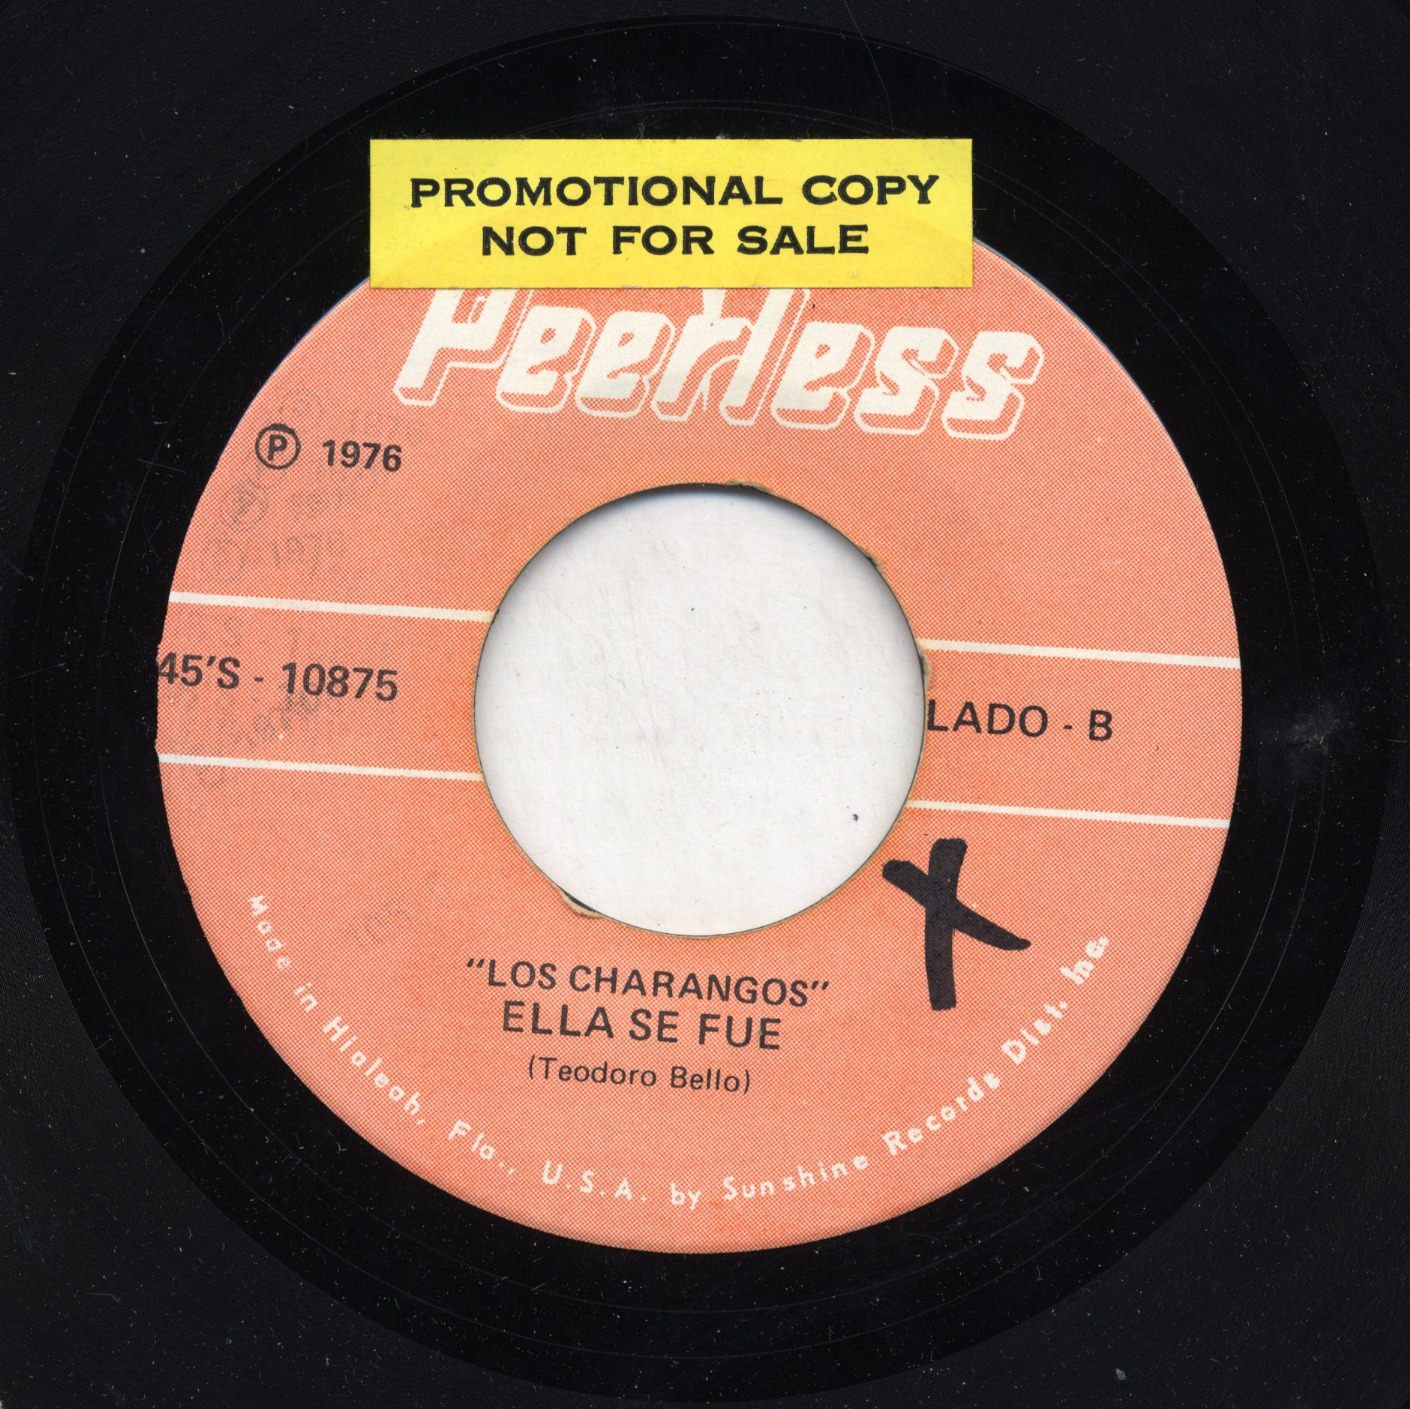 PROMOTIONAL COPY
NOT FOR SALE
Peerless
Ⓟ 1976
45'S - 10875
LADO - B
X
"LOS CHARANGOS"
ELLA SE FUE
(Teodoro Bello)
Made in Hialeah, Fla., U.S.A. by Sunshine Records Dist. Inc.